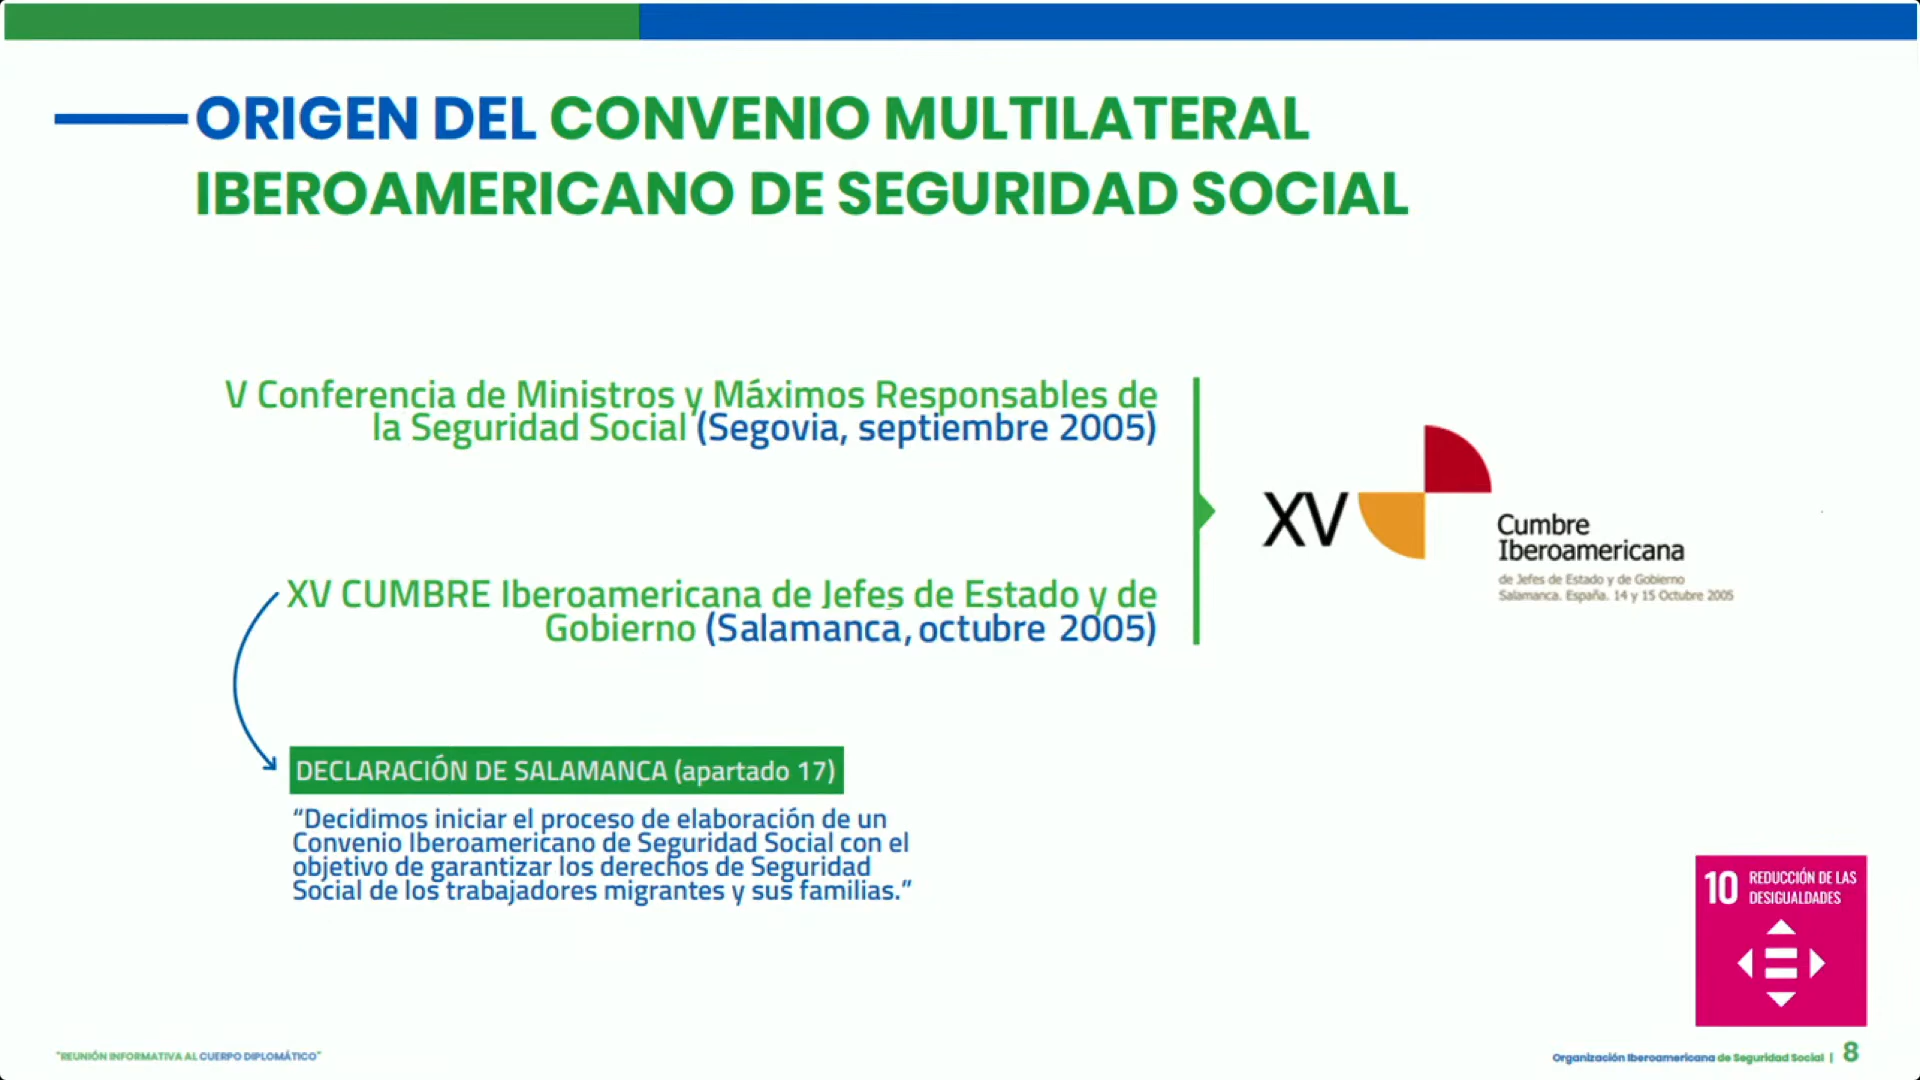 ORIGEN DEL CONVENIO MULTILATERAL
IBEROAMERICANO DE SEGURIDAD SOCIAL
V Conferencia de Ministros y Máximos Responsables de
la Seguridad Social (Segovia, septiembre 2005)
XV CUMBRE Iberoamericana de Jefes de Estado y de
Gobierno (Salamanca, octubre 2005)
XV
Cumbre
Iberoamericana
de Jefes de Estado y de Gobierno
Salamanca. España. 14 y 15 Octubre 2005
DECLARACIÓN DE SALAMANCA (apartado 17)
“Decidimos iniciar el proceso de elaboración de un
Convenio Iberoamericano de Seguridad Social con el
objetivo de garantizar los derechos de Seguridad
Social de los trabajadores migrantes y sus familias.”
10 REDUCCIÓN DE LAS
DESIGUALDADES
"REUNIÓN INFORMATIVA AL CUERPO DIPLOMÁTICO"
Organización Iberoamericana de Seguridad Social | 8